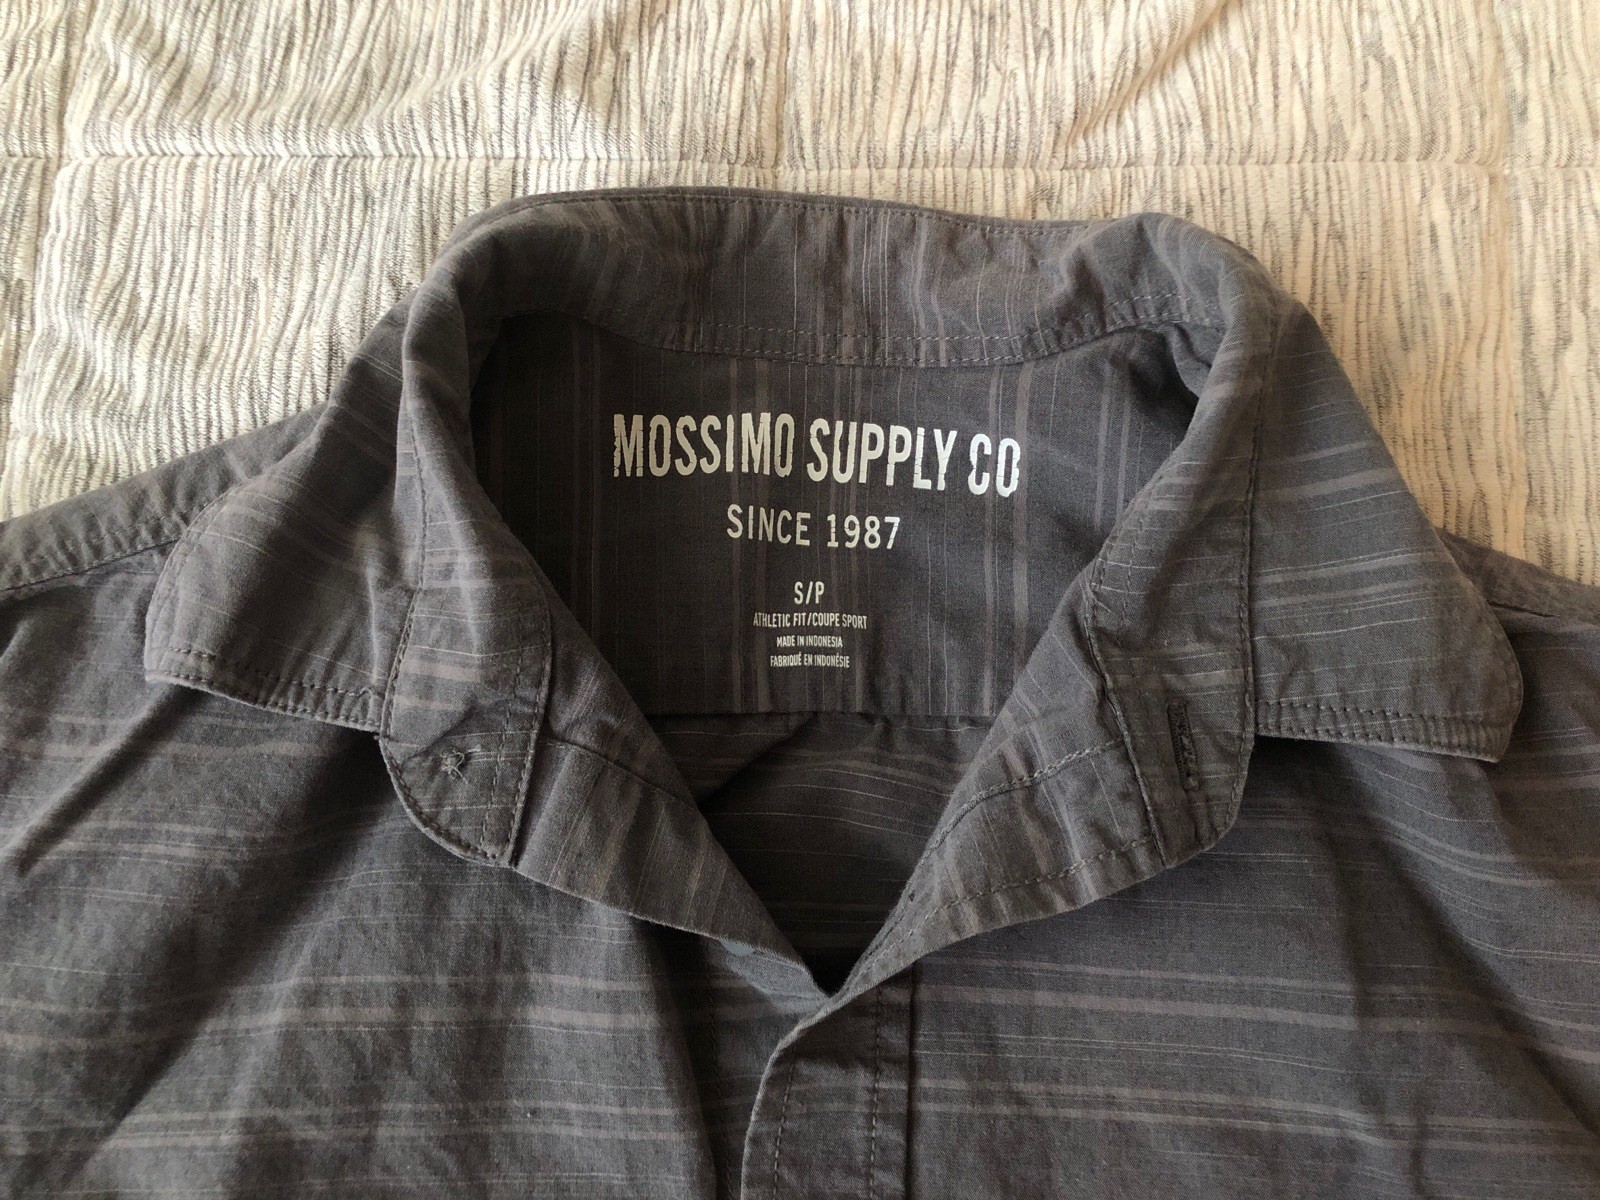 MOSSIMO SUPPLY CO
SINCE 1987
S/P
ATHLETIC FIT/COUPE SPORT
MADE IN INDONESIA
FABRIQUÉ EN INDONÉSIE